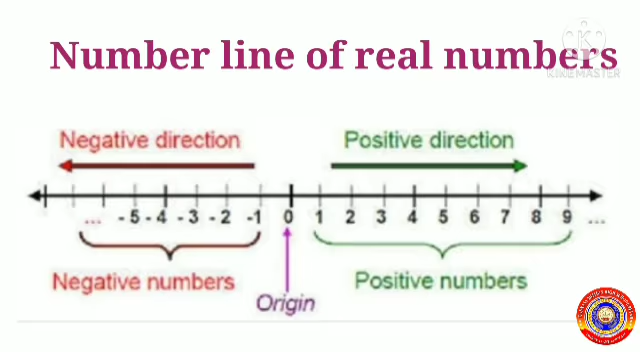 Number line of real numbers
KINEMASTER
Negative direction
Positive direction
... -5 -4 -3 -2 -1 0 1 2 3 4 5 6 7 8 9 ...
Negative numbers
Positive numbers
Origin